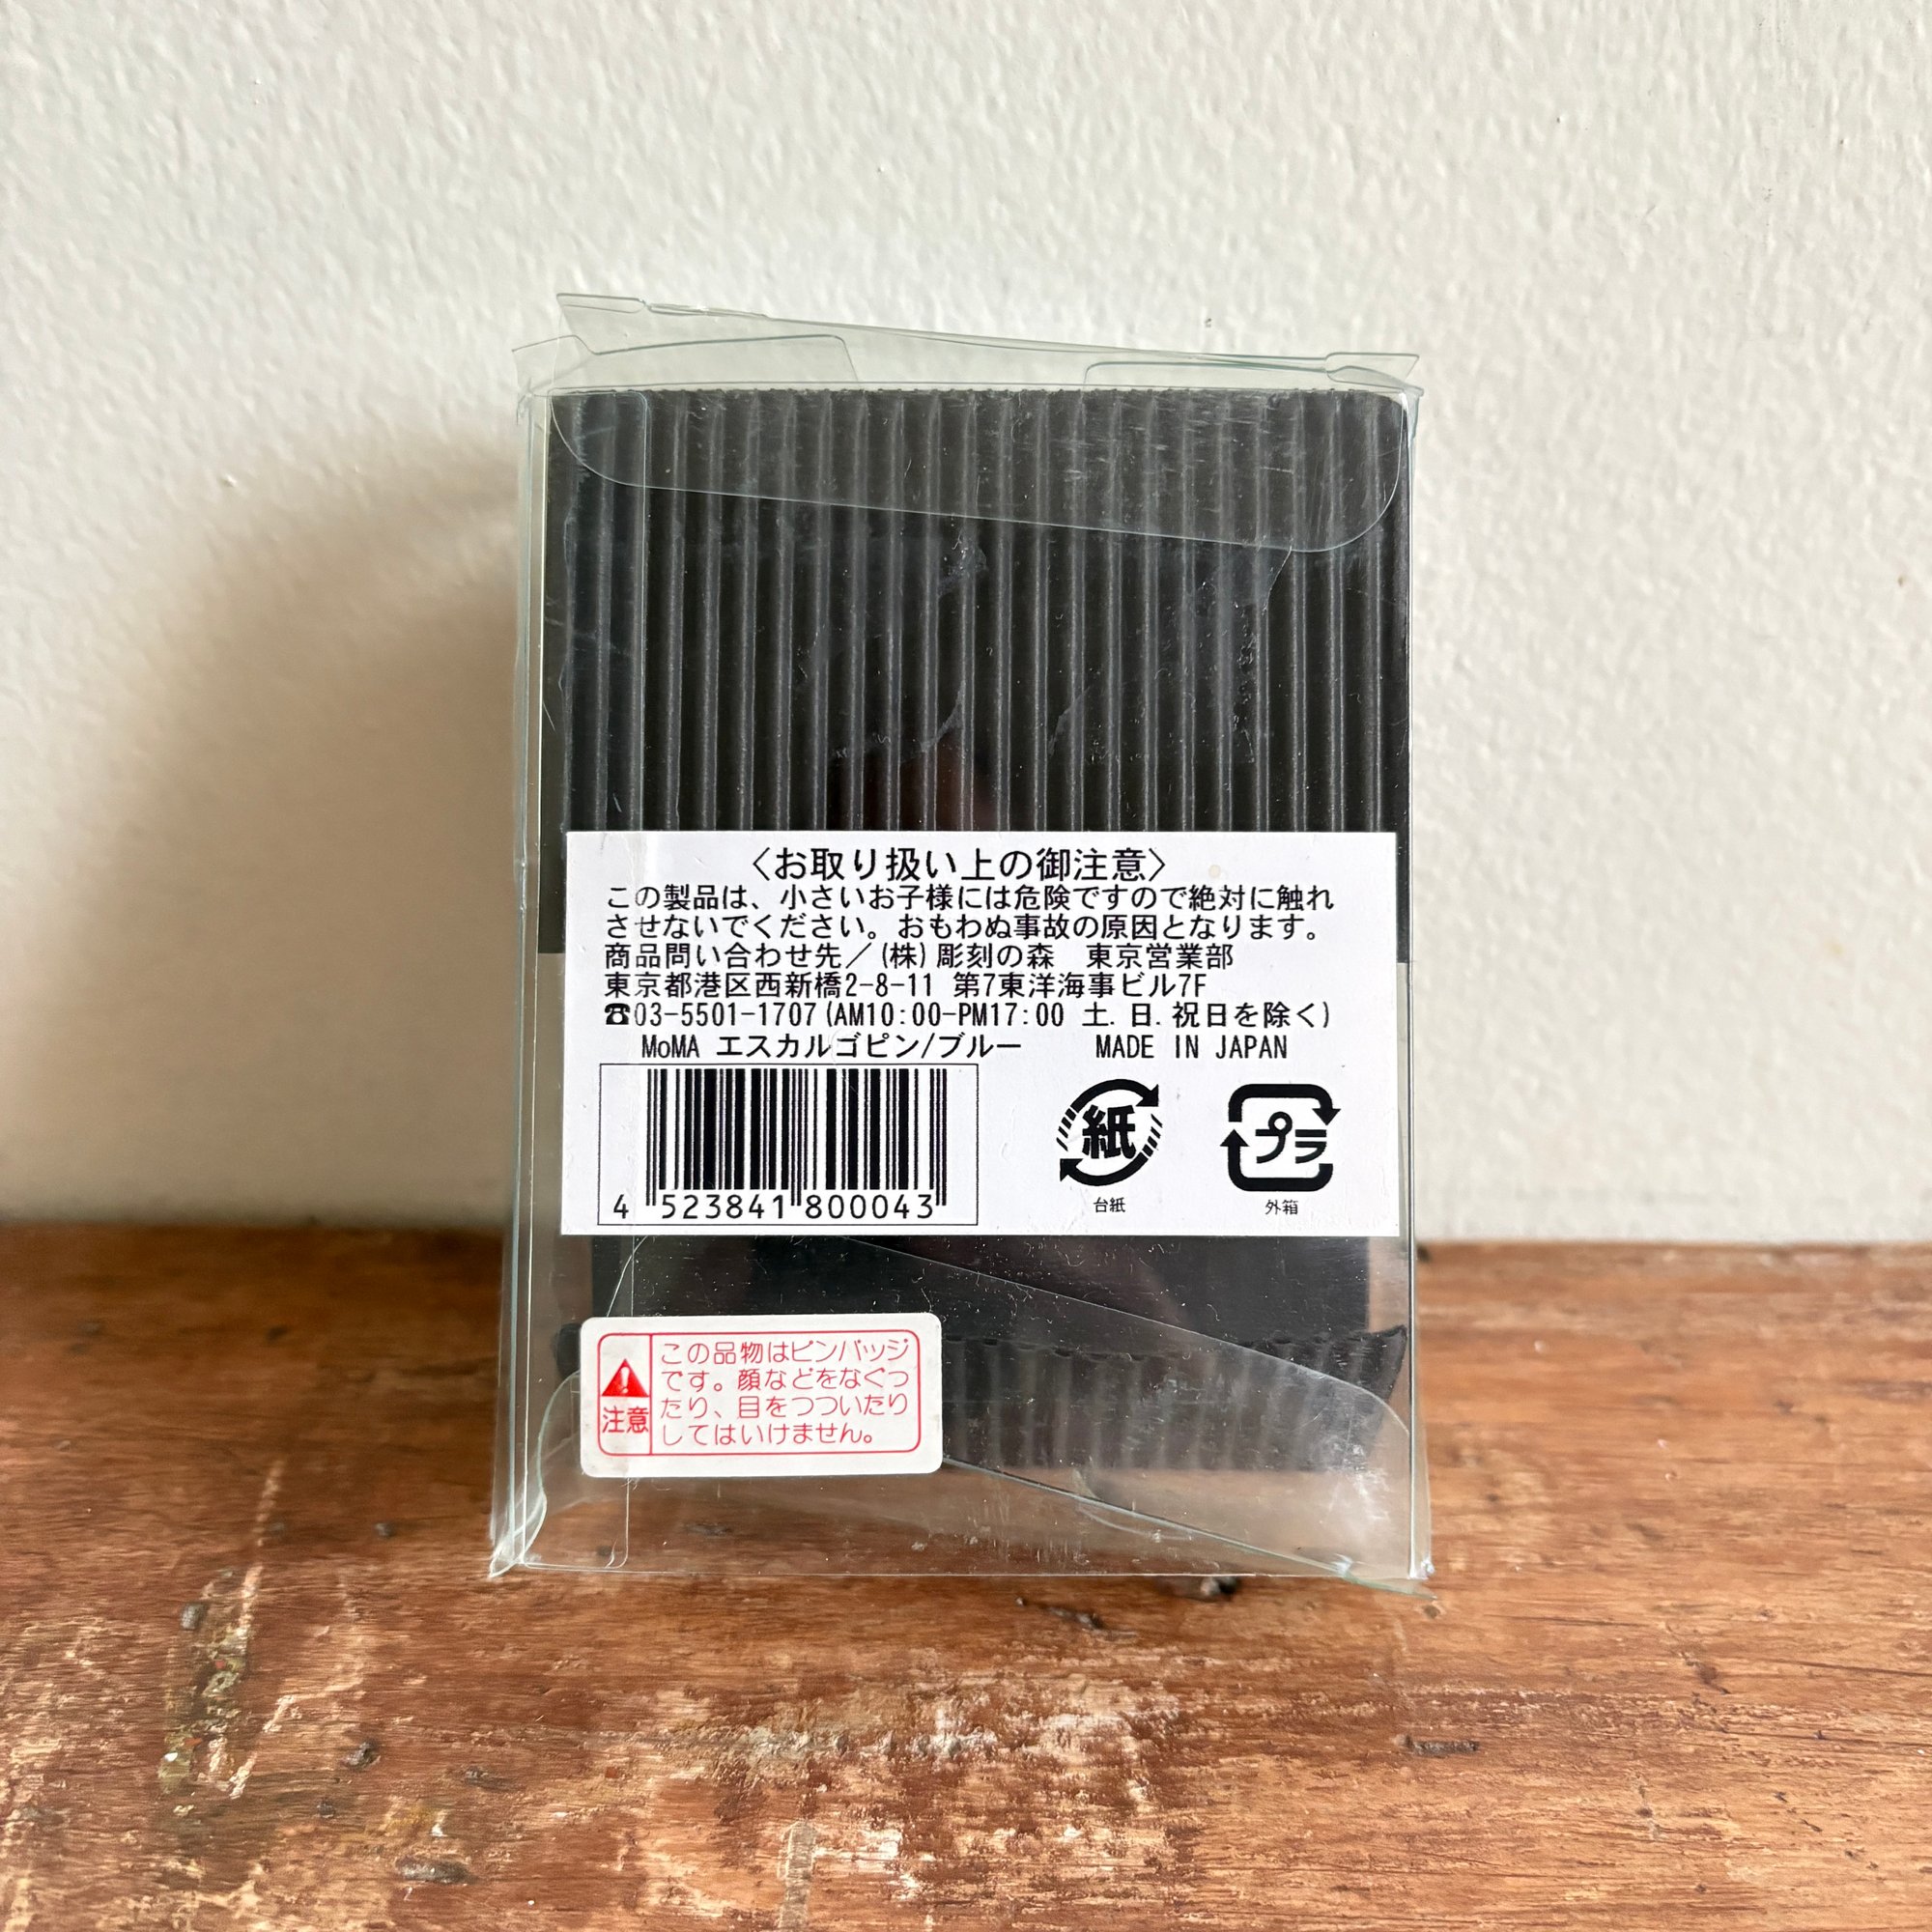 〈お取り扱い上の御注意〉
この製品は、小さいお子様には危険ですので絶対に触れ
させないでください。おもわぬ事故の原因となります。
商品問い合わせ先／(株)彫刻の森　東京営業部
東京都港区西新橋2-8-11 第7東洋海事ビル7F
☎03-5501-1707(AM10:00-PM17:00 土.日.祝日を除く)
MoMA エスカルゴピン/ブルー MADE IN JAPAN
紙 プラ
台紙 外箱
4 523841 800043
この品物はピンバッジ
です。顔などをなぐっ
たり、目をつついたり
してはいけません。
注意